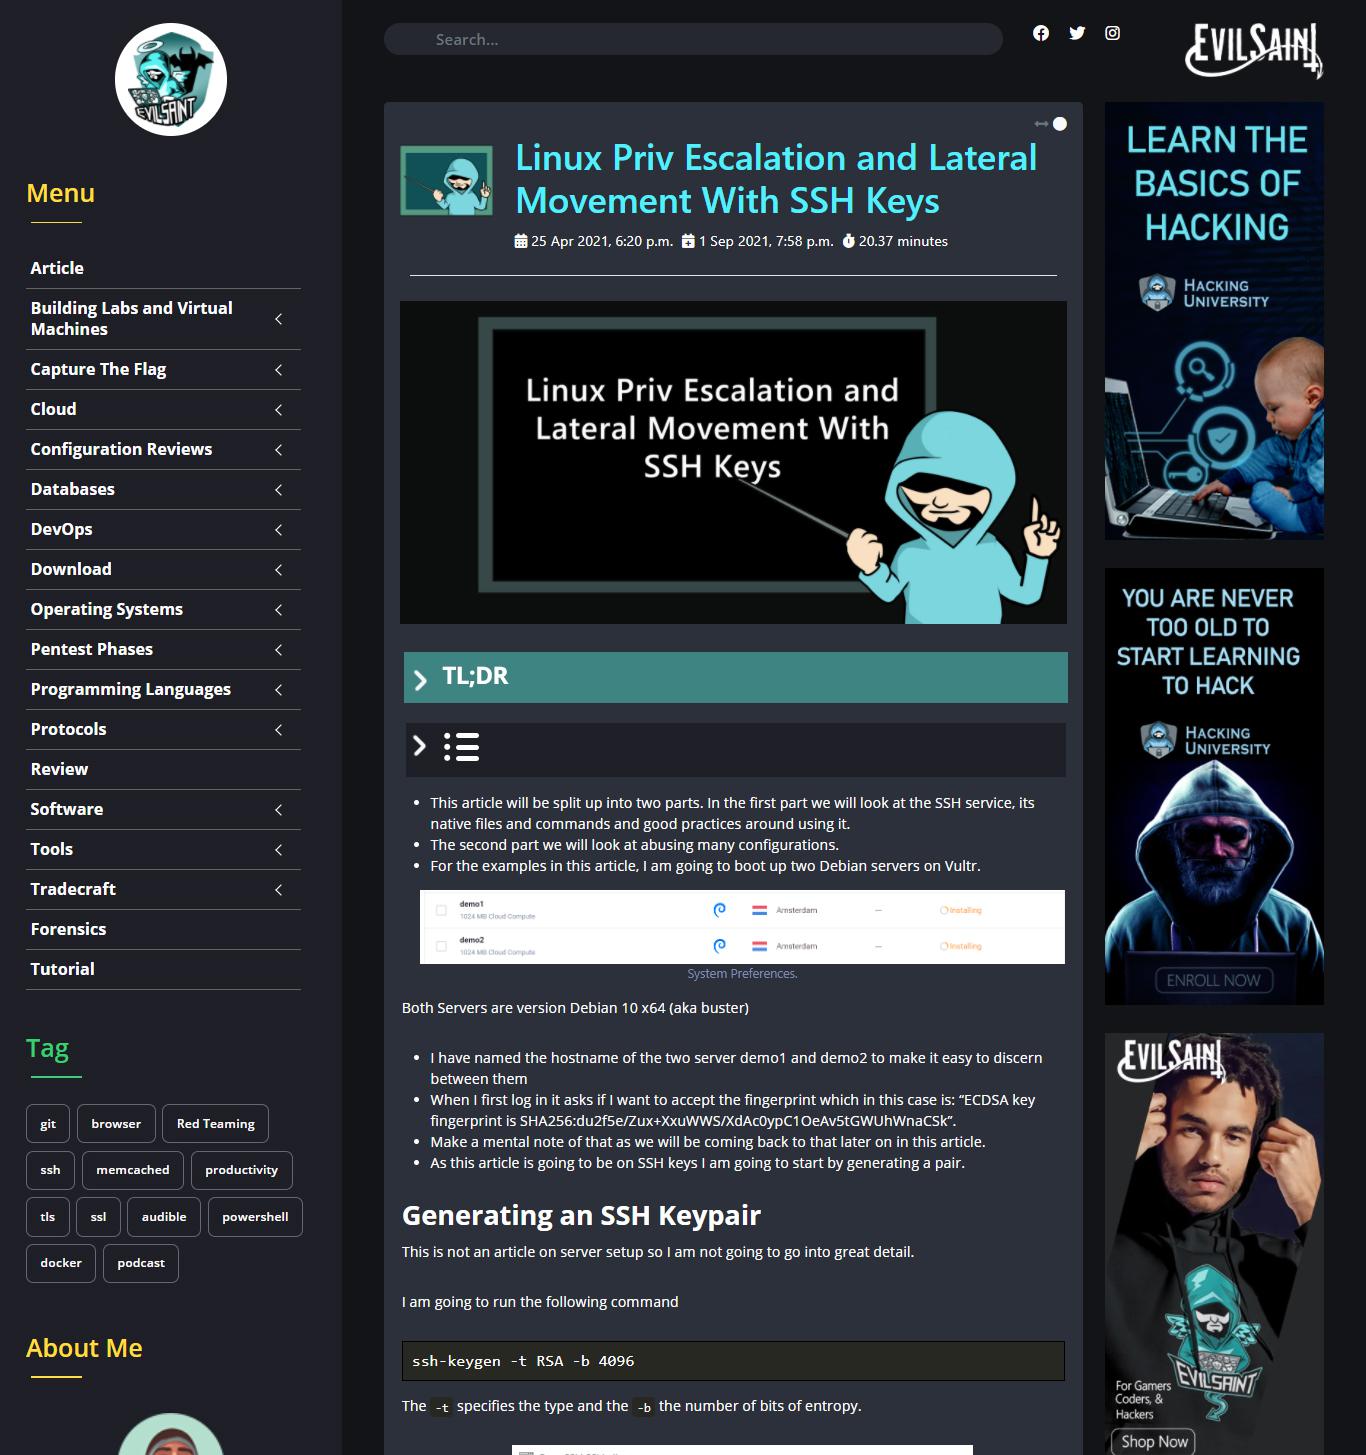 EVILSAINT
Search...
EVILSAINT
Menu
Article
Building Labs and Virtual
Machines
Capture The Flag
Cloud
Configuration Reviews
Databases
DevOps
Download
Operating Systems
Pentest Phases
Programming Languages
Protocols
Review
Software
Tools
Tradecraft
Forensics
Tutorial
Tag
git
browser
Red Teaming
ssh
memcached
productivity
tls
ssl
audible
powershell
docker
podcast
About Me
Linux Priv Escalation and Lateral
Movement With SSH Keys
25 Apr 2021, 6:20 p.m. 1 Sep 2021, 7:58 p.m. 20.37 minutes
Linux Priv Escalation and
Lateral Movement With
SSH Keys
TL;DR
This article will be split up into two parts. In the first part we will look at the SSH service, its
native files and commands and good practices around using it.
The second part we will look at abusing many configurations.
For the examples in this article, I am going to boot up two Debian servers on Vultr.
demo1
1024 MB Cloud Compute
Amsterdam
---
Installing
demo2
1024 MB Cloud Compute
Amsterdam
---
Installing
System Preferences.
Both Servers are version Debian 10 x64 (aka buster)
I have named the hostname of the two server demo1 and demo2 to make it easy to discern
between them
When I first log in it asks if I want to accept the fingerprint which in this case is: “ECDSA key
fingerprint is SHA256:du2f5e/Zux+XxuWWS/XdAc0ypC1OeAv5tGWUhWnaCSk”.
Make a mental note of that as we will be coming back to that later on in this article.
As this article is going to be on SSH keys I am going to start by generating a pair.
Generating an SSH Keypair
This is not an article on server setup so I am not going to go into great detail.
I am going to run the following command
ssh-keygen -t RSA -b 4096
The -t specifies the type and the -b the number of bits of entropy.
LEARN THE
BASICS OF
HACKING
HACKING
UNIVERSITY
YOU ARE NEVER
TOO OLD TO
START LEARNING
TO HACK
HACKING
UNIVERSITY
ENROLL NOW
EVILSAINT
EVILSAINT
For Gamers
Coders, &
Hackers
Shop Now